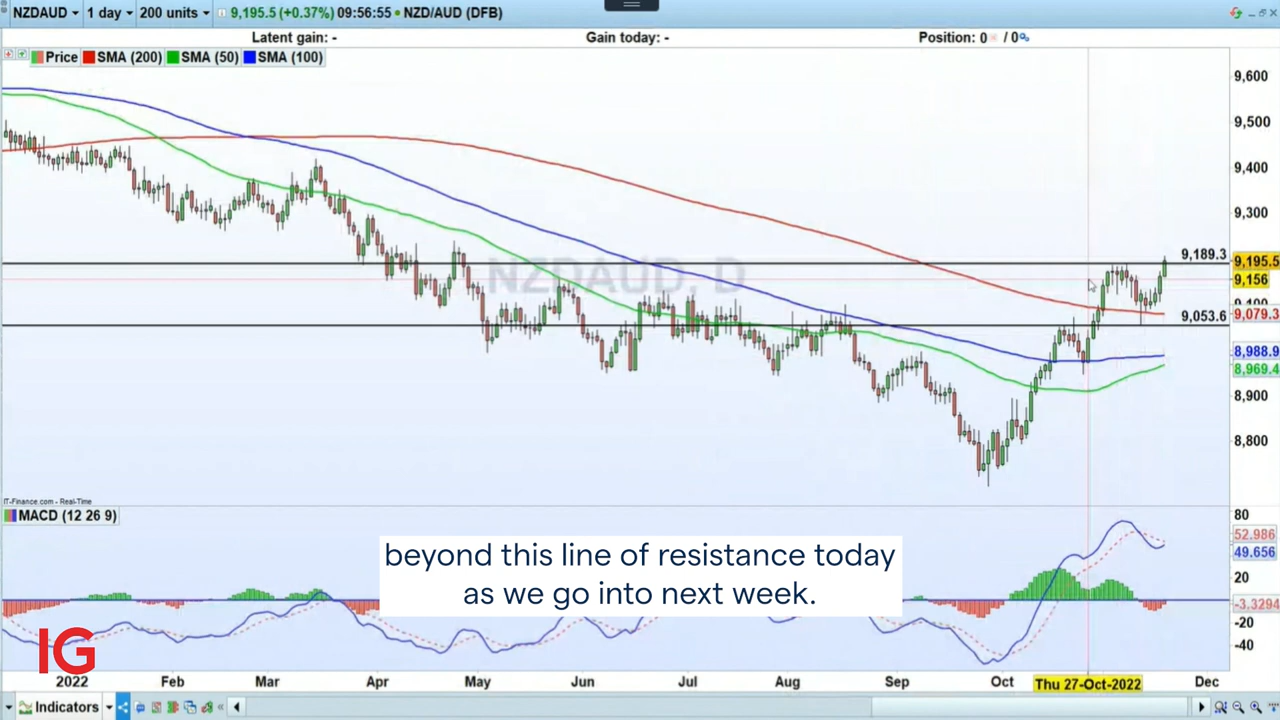 NZDAUD 1 day 200 units 9,195.5 (+0.37%) 09:56:55 NZD/AUD (DFB)
Latent gain: - Gain today: - Position: 0 / 0
Price SMA (200) SMA (50) SMA (100)
9,600
9,500
9,400
9,300
9,189.3
9,195.5
NZDAUD, D
9,156
9,079.3
9,053.6
8,988.9
8,969.4
8,900
8,800
IT-Finance.com - Real-Time
MACD (12 26 9)
80
52.986
49.656
20
-3.3294
-20
-40
beyond this line of resistance today
as we go into next week.
IG
2022 Feb Mar Apr May Jun Jul Aug Sep Oct Thu 27-Oct-2022 Dec
Indicators